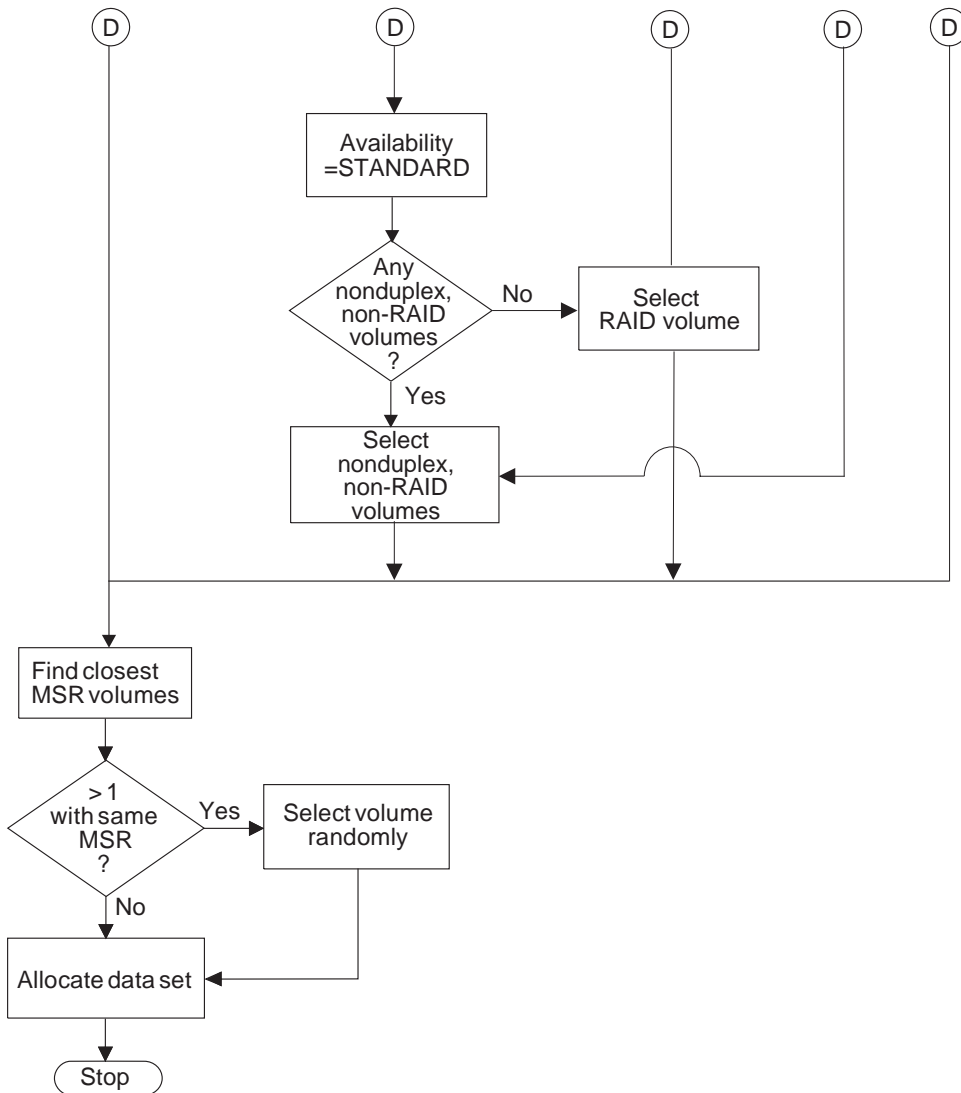 D
D
D
D
D
Availability
=STANDARD
Any
nonduplex,
non-RAID
volumes
?
No
Select
RAID volume
Yes
Select
nonduplex,
non-RAID
volumes
Find closest
MSR volumes
> 1
with same
MSR
?
Yes
Select volume
randomly
No
Allocate data set
Stop